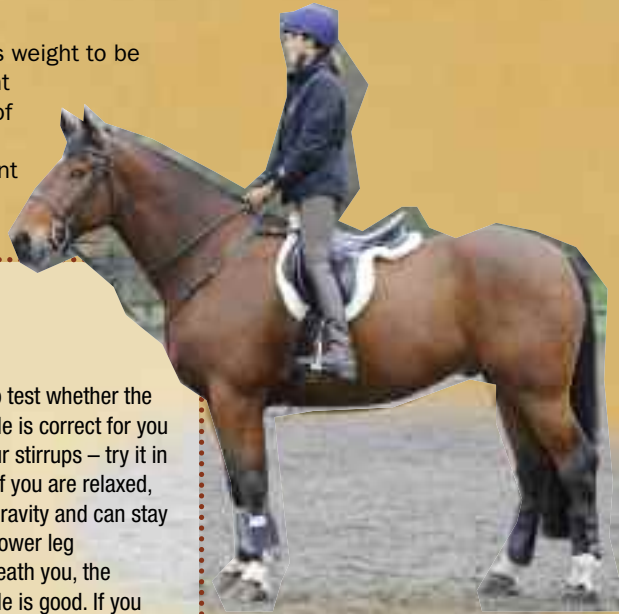 s weight to be
nt
of
nt
o test whether the
le is correct for you
ur stirrups – try it in
f you are relaxed,
ravity and can stay
ower leg
eath you, the
le is good. If you